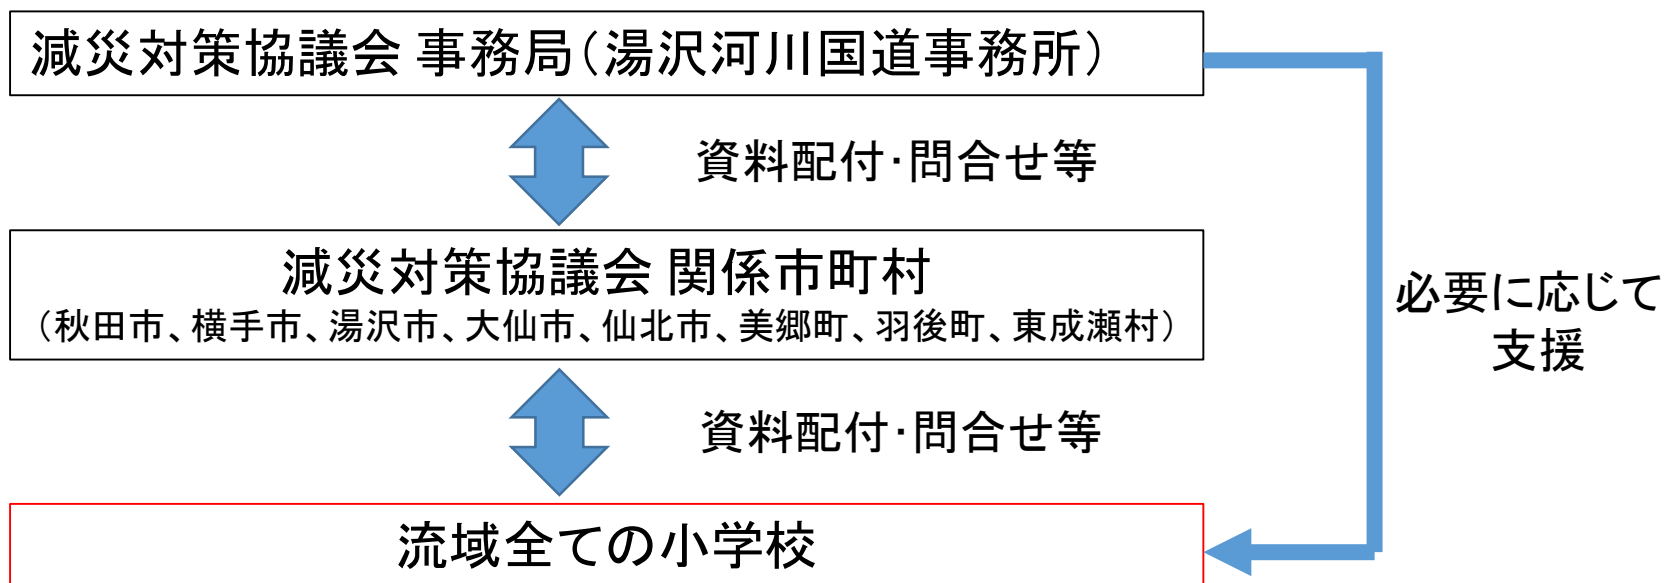 減災対策協議会 事務局（湯沢河川国道事務所）
資料配付・問合せ等
減災対策協議会 関係市町村
（秋田市、横手市、湯沢市、大仙市、仙北市、美郷町、羽後町、東成瀬村）
必要に応じて
支援
資料配付・問合せ等
流域全ての小学校